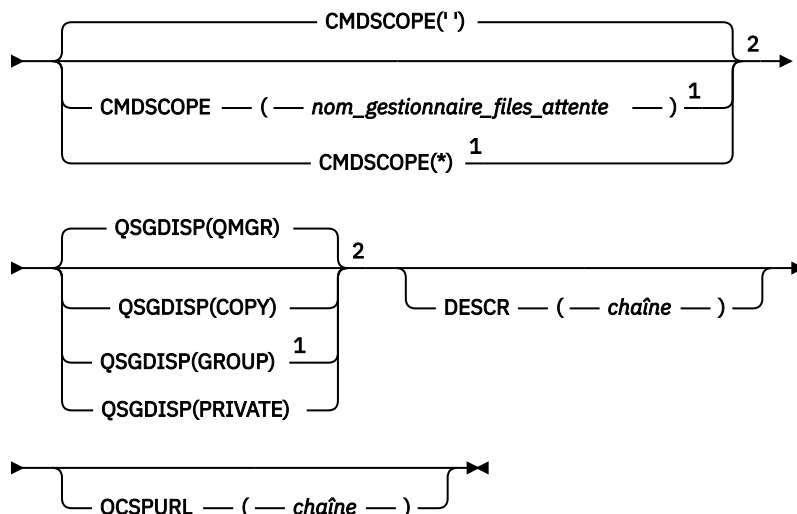 CMDSCOPE(' ')
2
CMDSCOPE ( nom_gestionnaire_files_attente ) 1
CMDSCOPE(*) 1
QSGDISP(QMGR)
2
QSGDISP(COPY)
DESCR ( chaîne )
QSGDISP(GROUP) 1
QSGDISP(PRIVATE)
OCSPURL ( chaîne )